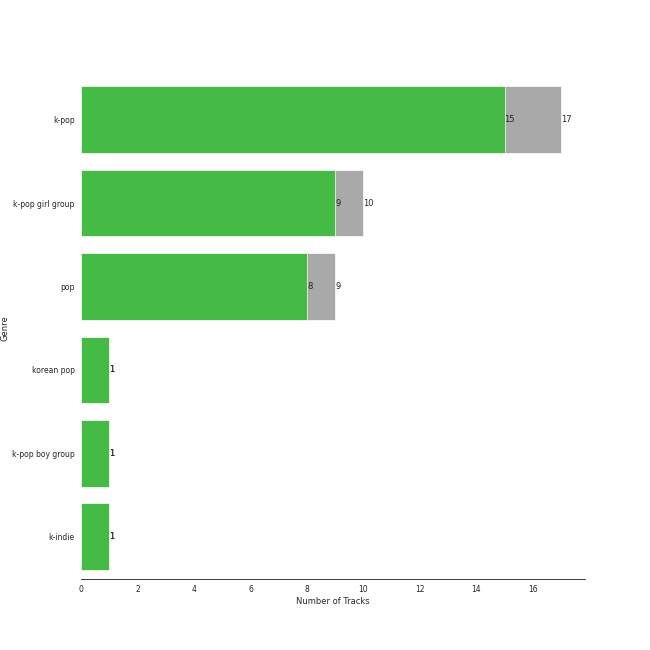 k-pop 15 17
k-pop girl group 9 10
pop 8 9
korean pop 1
k-pop boy group 1
k-indie 1
Genre
0 2 4 6 8 10 12 14 16
Number of Tracks